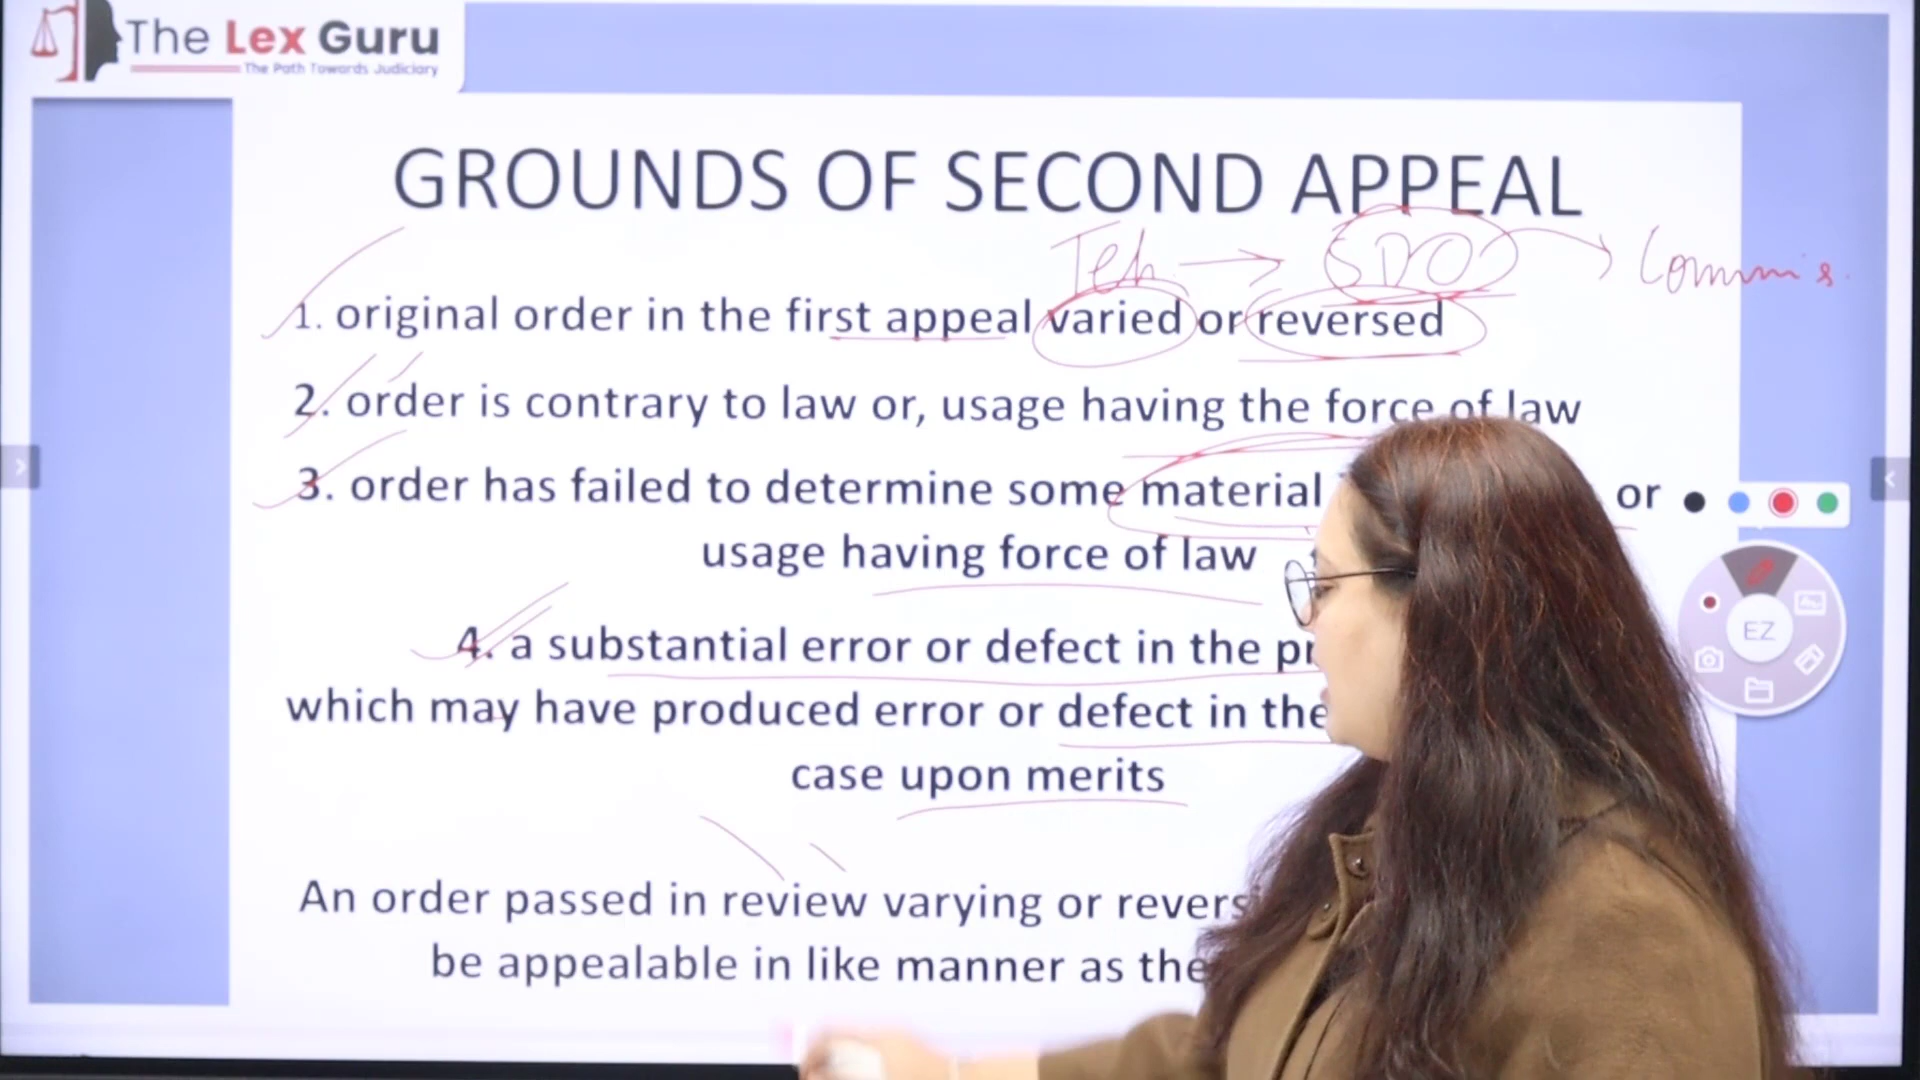 The Lex Guru
The Path Towards Judiciary
GROUNDS OF SECOND APPEAL
Teh → SDO → Commis.
1. original order in the first appeal varied or reversed
2. order is contrary to law or, usage having the force of law
3. order has failed to determine some material or
usage having force of law
4. a substantial error or defect in the
which may have produced error or defect in the
case upon merits
An order passed in review varying or
be appealable in like manner as the
EZ